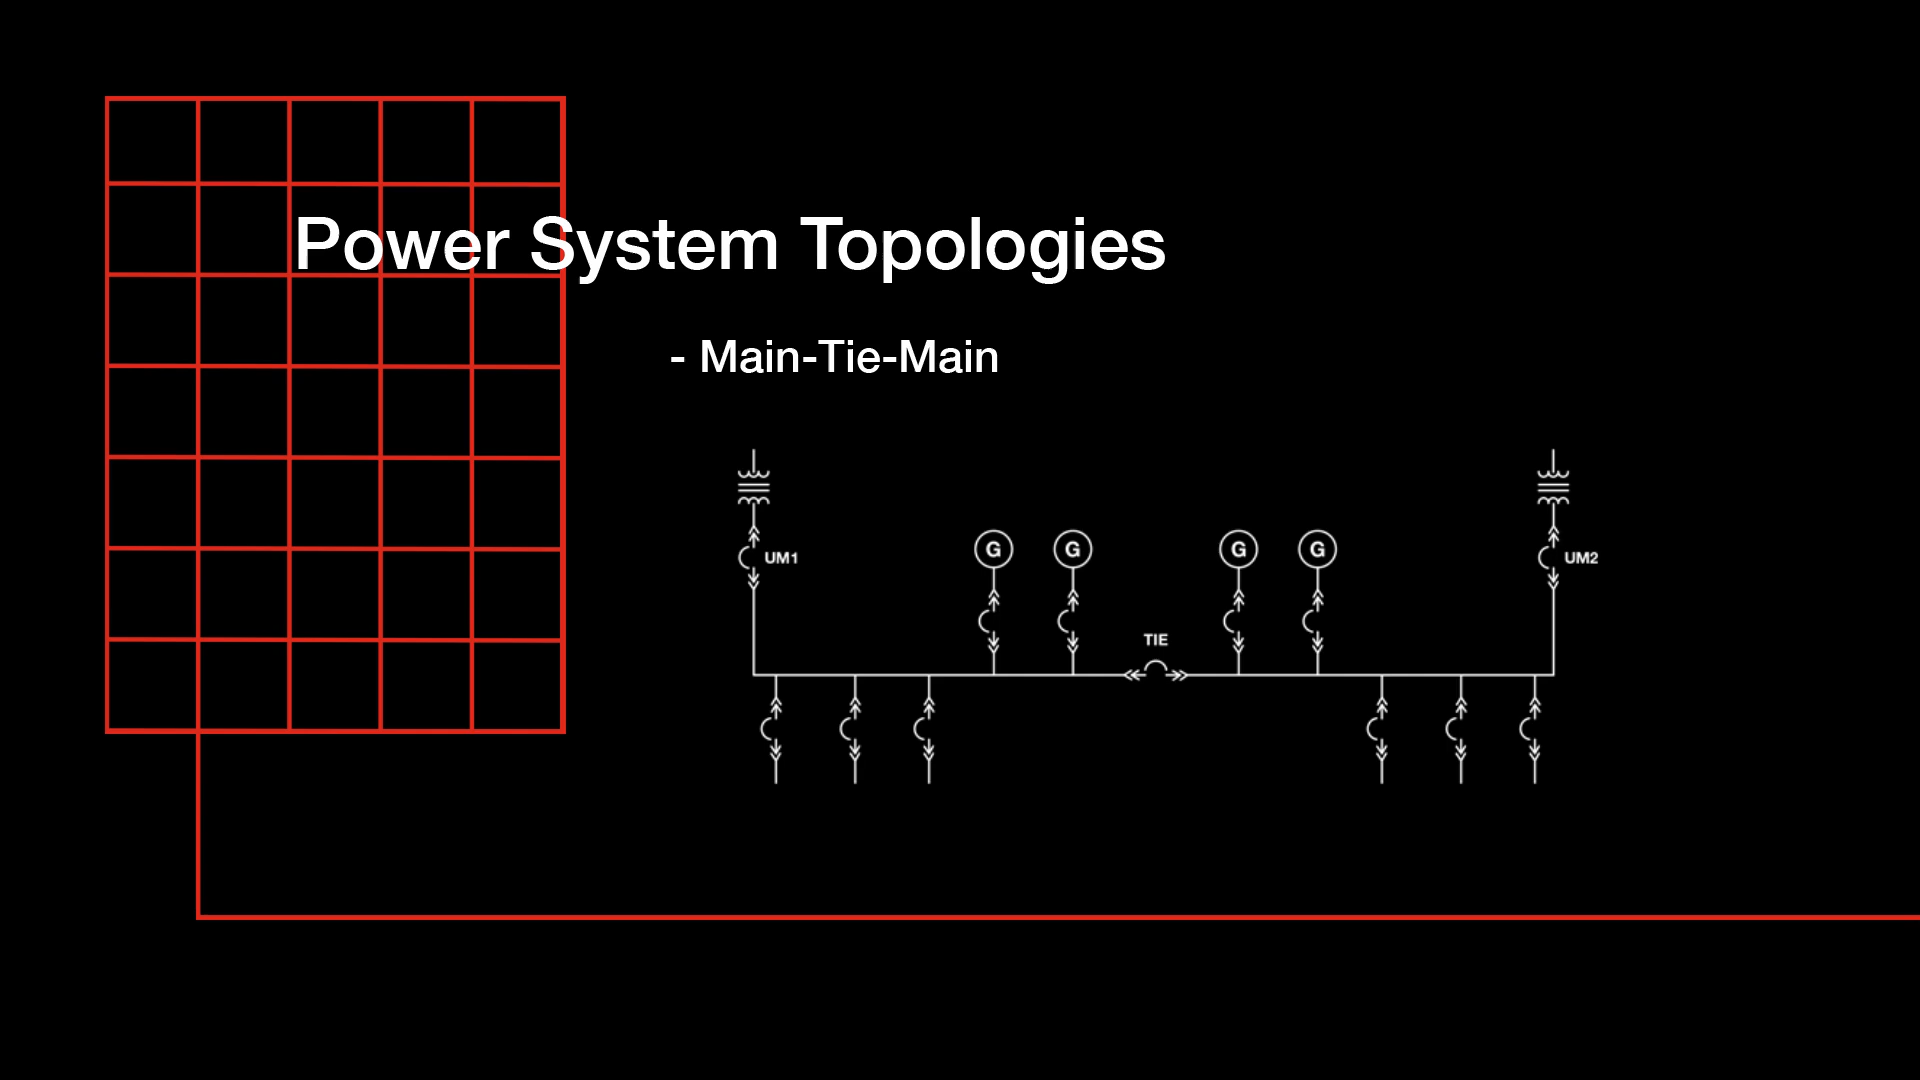 Power System Topologies
- Main-Tie-Main
UM1
G
G
G
G
UM2
TIE